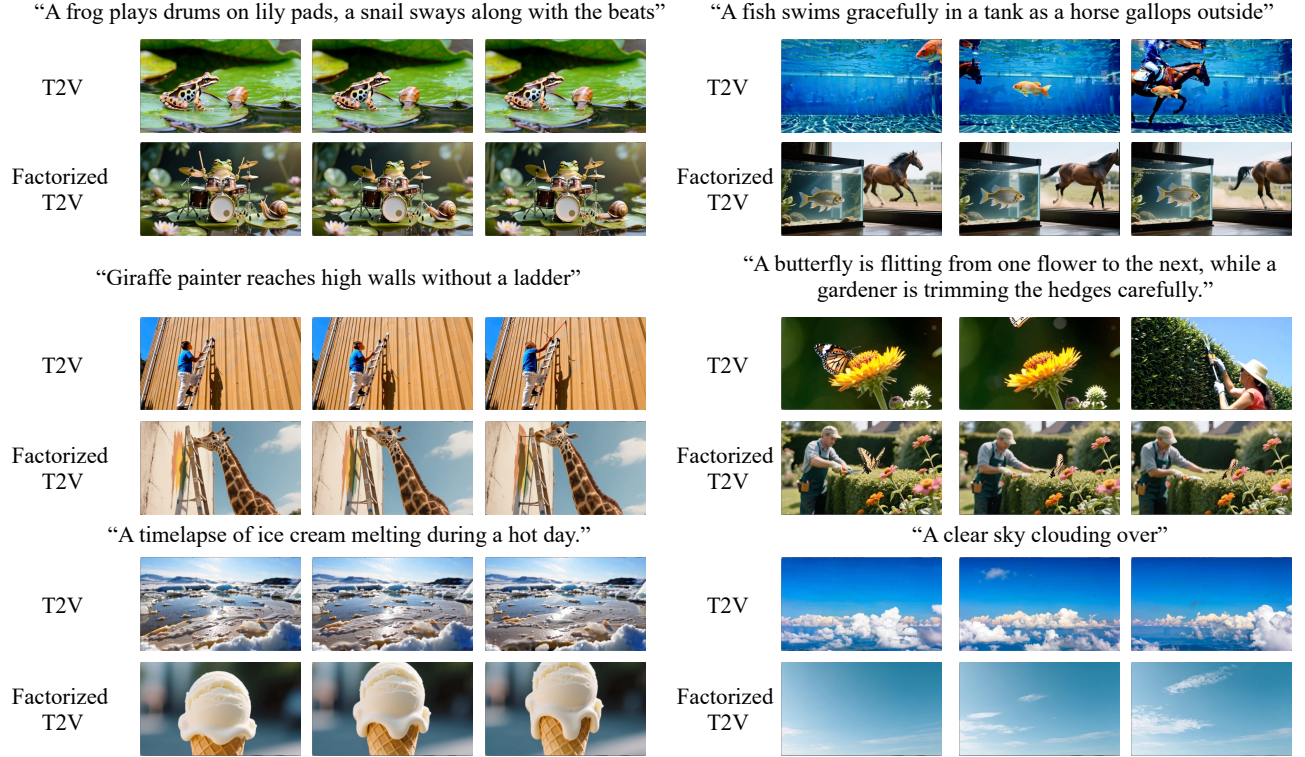 “A frog plays drums on lily pads, a snail sways along with the beats”
T2V
Factorized
T2V
“A fish swims gracefully in a tank as a horse gallops outside”
T2V
Factorized
T2V
“Giraffe painter reaches high walls without a ladder”
T2V
Factorized
T2V
“A butterfly is flitting from one flower to the next, while a
gardener is trimming the hedges carefully.”
T2V
Factorized
T2V
“A timelapse of ice cream melting during a hot day.”
T2V
Factorized
T2V
“A clear sky clouding over”
T2V
Factorized
T2V